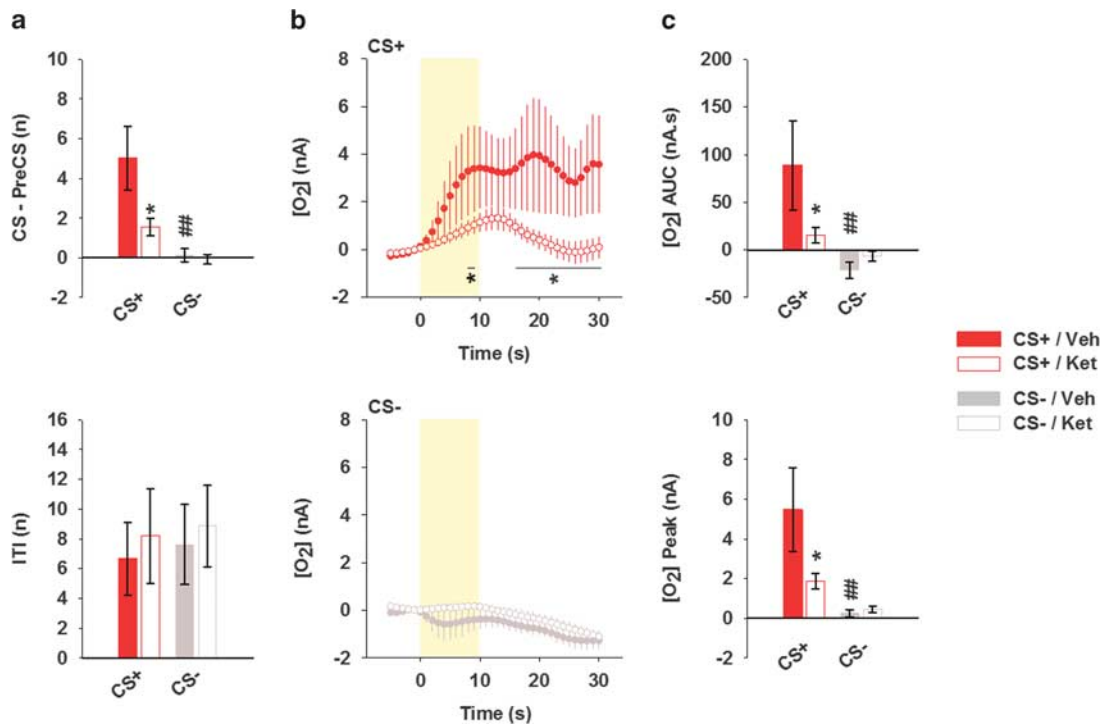 a
CS - PreCS (n)
10
8
6
4
2
0
-2
*
##
CS+
CS-
b
CS+
[O2] (nA)
8
6
4
2
0
-2
*
*
0
10
20
30
Time (s)
c
[O2] AUC (nA.s)
200
150
100
50
0
-50
*
##
CS+
CS-
CS+ / Veh
CS+ / Ket
CS- / Veh
CS- / Ket
ITI (n)
16
14
12
10
8
6
4
2
0
CS+
CS-
CS-
[O2] (nA)
8
6
4
2
0
-2
0
10
20
30
Time (s)
[O2] Peak (nA)
10
8
6
4
2
0
-2
*
##
CS+
CS-